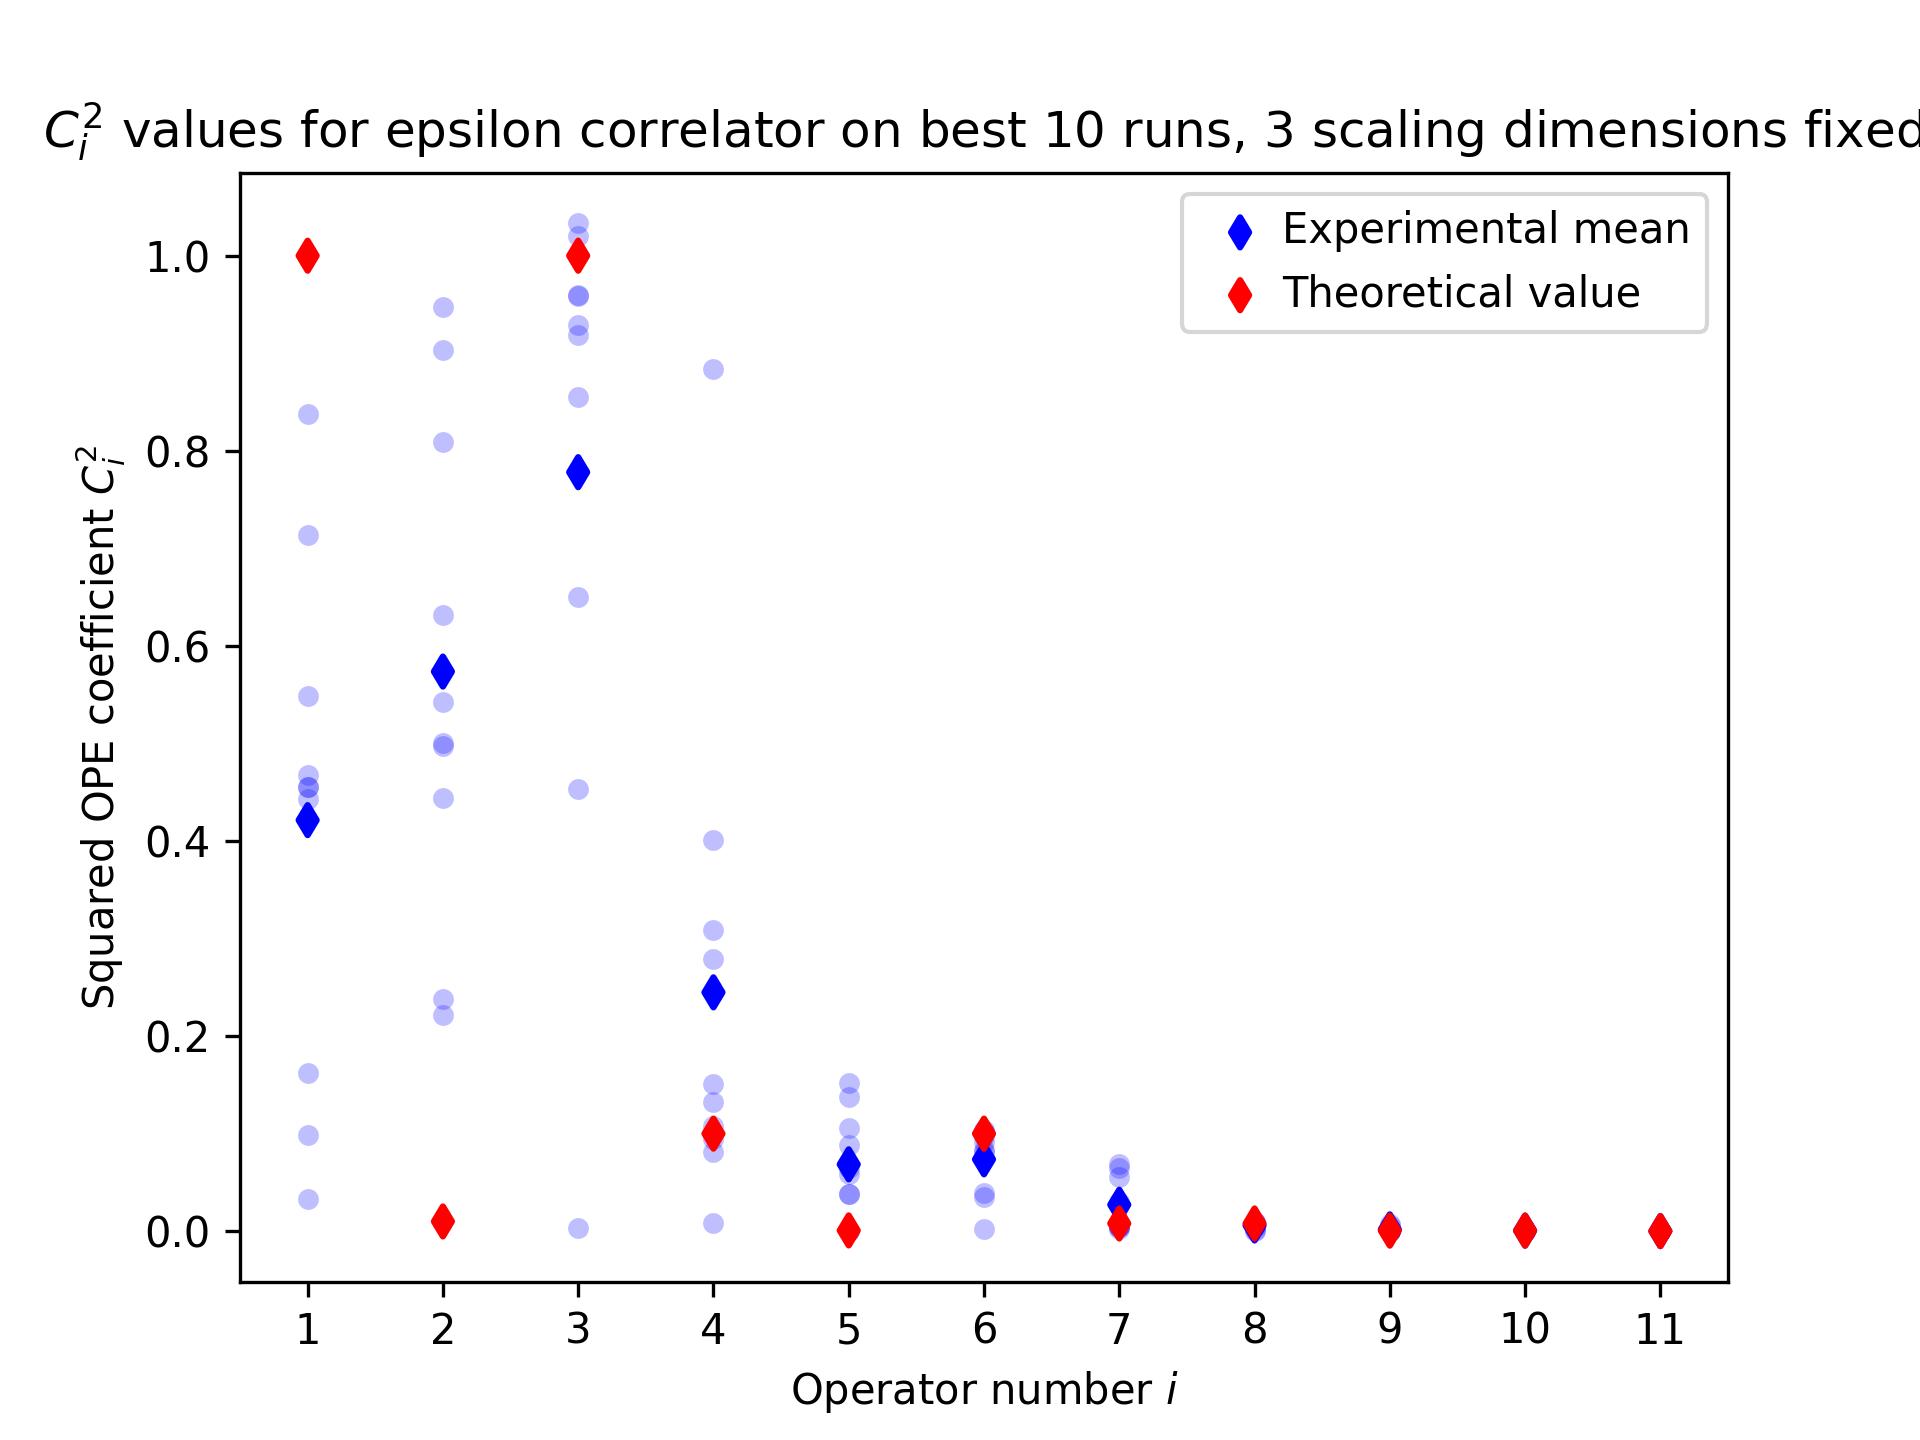 $C_i^2$ values for epsilon correlator on best 10 runs, 3 scaling dimensions fixed
Experimental mean
Theoretical value
Squared OPE coefficient $C_i^2$
1.0
0.8
0.6
0.4
0.2
0.0
1 2 3 4 5 6 7 8 9 10 11
Operator number i